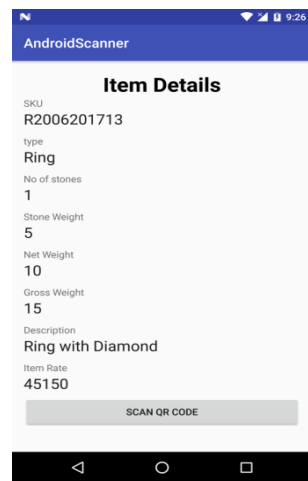 9:26
AndroidScanner
Item Details
SKU
R2006201713
type
Ring
No of stones
1
Stone Weight
5
Net Weight
10
Gross Weight
15
Description
Ring with Diamond
Item Rate
45150
SCAN QR CODE